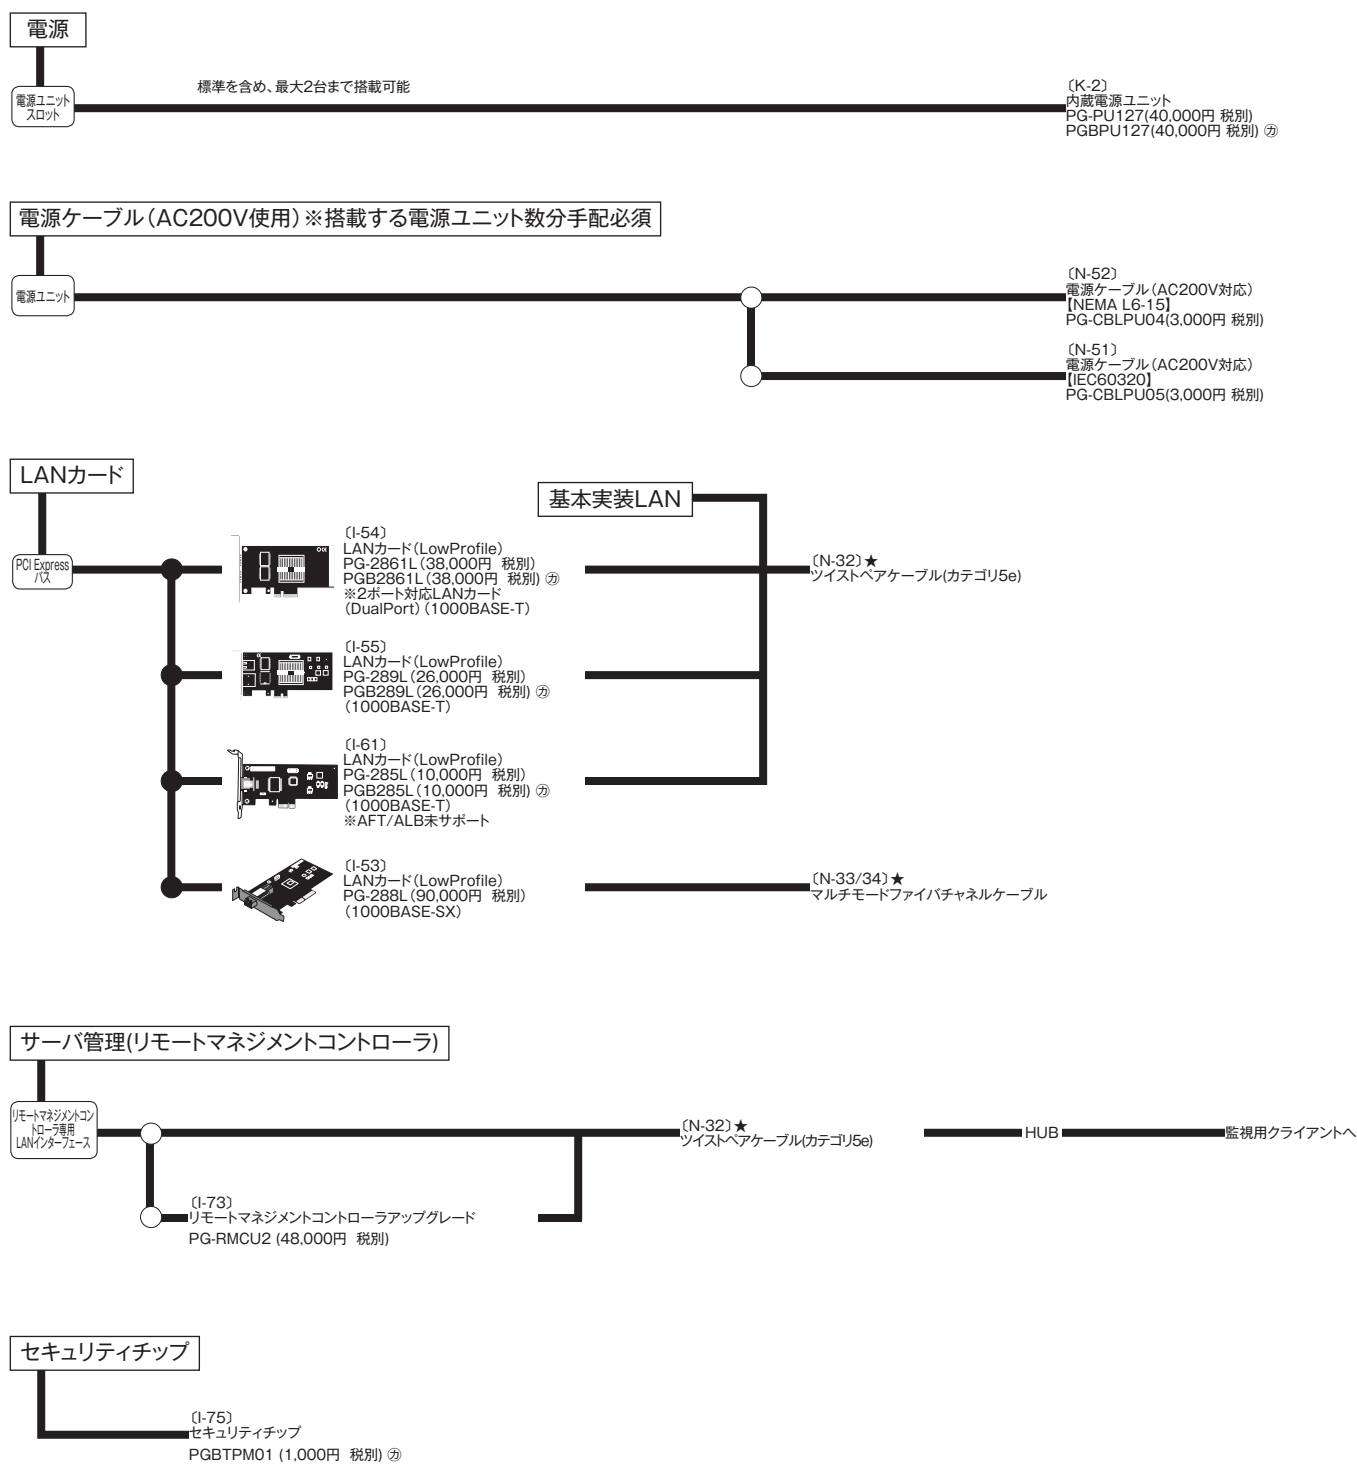 電源
電源ユニット
スロット
標準を含め、最大2台まで搭載可能
〔K-2〕
内蔵電源ユニット
PG-PU127(40,000円 税別)
PGBPU127(40,000円 税別) ㋕
電源ケーブル（AC200V使用）※搭載する電源ユニット数分手配必須
電源ユニット
〔N-52〕
電源ケーブル（AC200V対応）
【NEMA L6-15】
PG-CBLPU04(3,000円 税別)
〔N-51〕
電源ケーブル（AC200V対応）
【IEC60320】
PG-CBLPU05(3,000円 税別)
LANカード
PCI Express
バス
基本実装LAN
〔I-54〕
LANカード（LowProfile）
PG-2861L（38,000円 税別）
PGB2861L（38,000円 税別）㋕
※2ポート対応LANカード
（DualPort）（1000BASE-T）
〔N-32〕★
ツイストペアケーブル(カテゴリ5e)
〔I-55〕
LANカード（LowProfile）
PG-289L（26,000円 税別）
PGB289L（26,000円 税別）㋕
（1000BASE-T）
〔I-61〕
LANカード（LowProfile）
PG-285L（10,000円 税別）
PGB285L（10,000円 税別）㋕
（1000BASE-T）
※AFT/ALB未サポート
〔I-53〕
LANカード（LowProfile）
PG-288L（90,000円 税別）
（1000BASE-SX）
〔N-33/34〕★
マルチモードファイバチャネルケーブル
サーバ管理(リモートマネジメントコントローラ)
リモートマネジメントコン
トローラ専用
LANインターフェース
〔N-32〕★
ツイストペアケーブル(カテゴリ5e)
HUB
監視用クライアントへ
〔I-73〕
リモートマネジメントコントローラアップグレード
PG-RMCU2 (48,000円 税別)
セキュリティチップ
〔I-75〕
セキュリティチップ
PGBTPM01 (1,000円 税別) ㋕